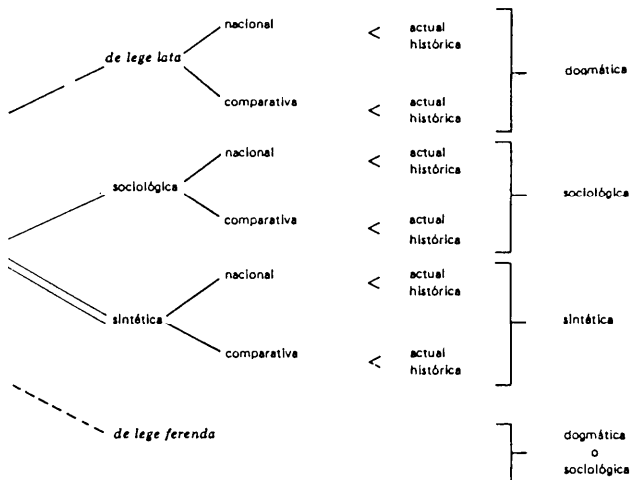 nacional
< actual
histórica
de lege lata
dogmática
comparativa
< actual
histórica
nacional
< actual
histórica
sociológica
sociológica
comparativa
< actual
histórica
nacional
< actual
histórica
sintética
sintética
comparativa
< actual
histórica
de lege ferenda
dogmática
o
sociológica